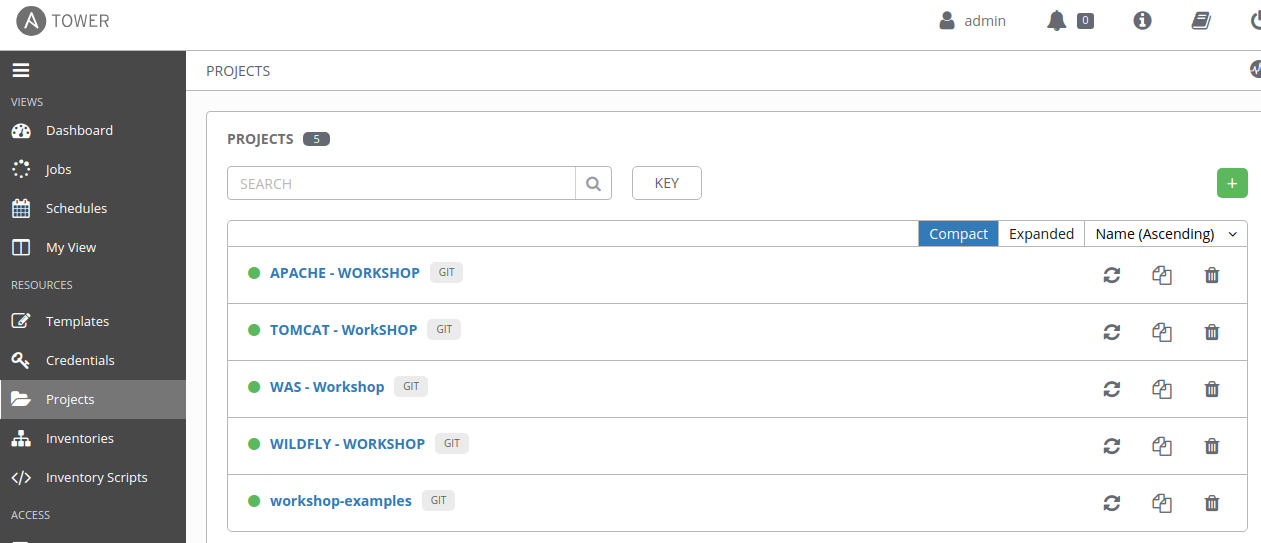 TOWER
admin
0
VIEWS
Dashboard
Jobs
Schedules
My View
RESOURCES
Templates
Credentials
Projects
Inventories
Inventory Scripts
ACCESS
PROJECTS
PROJECTS 5
SEARCH
KEY
+
Compact Expanded Name (Ascending)
APACHE - WORKSHOP GIT
TOMCAT - WorkSHOP GIT
WAS - Workshop GIT
WILDFLY - WORKSHOP GIT
workshop-examples GIT